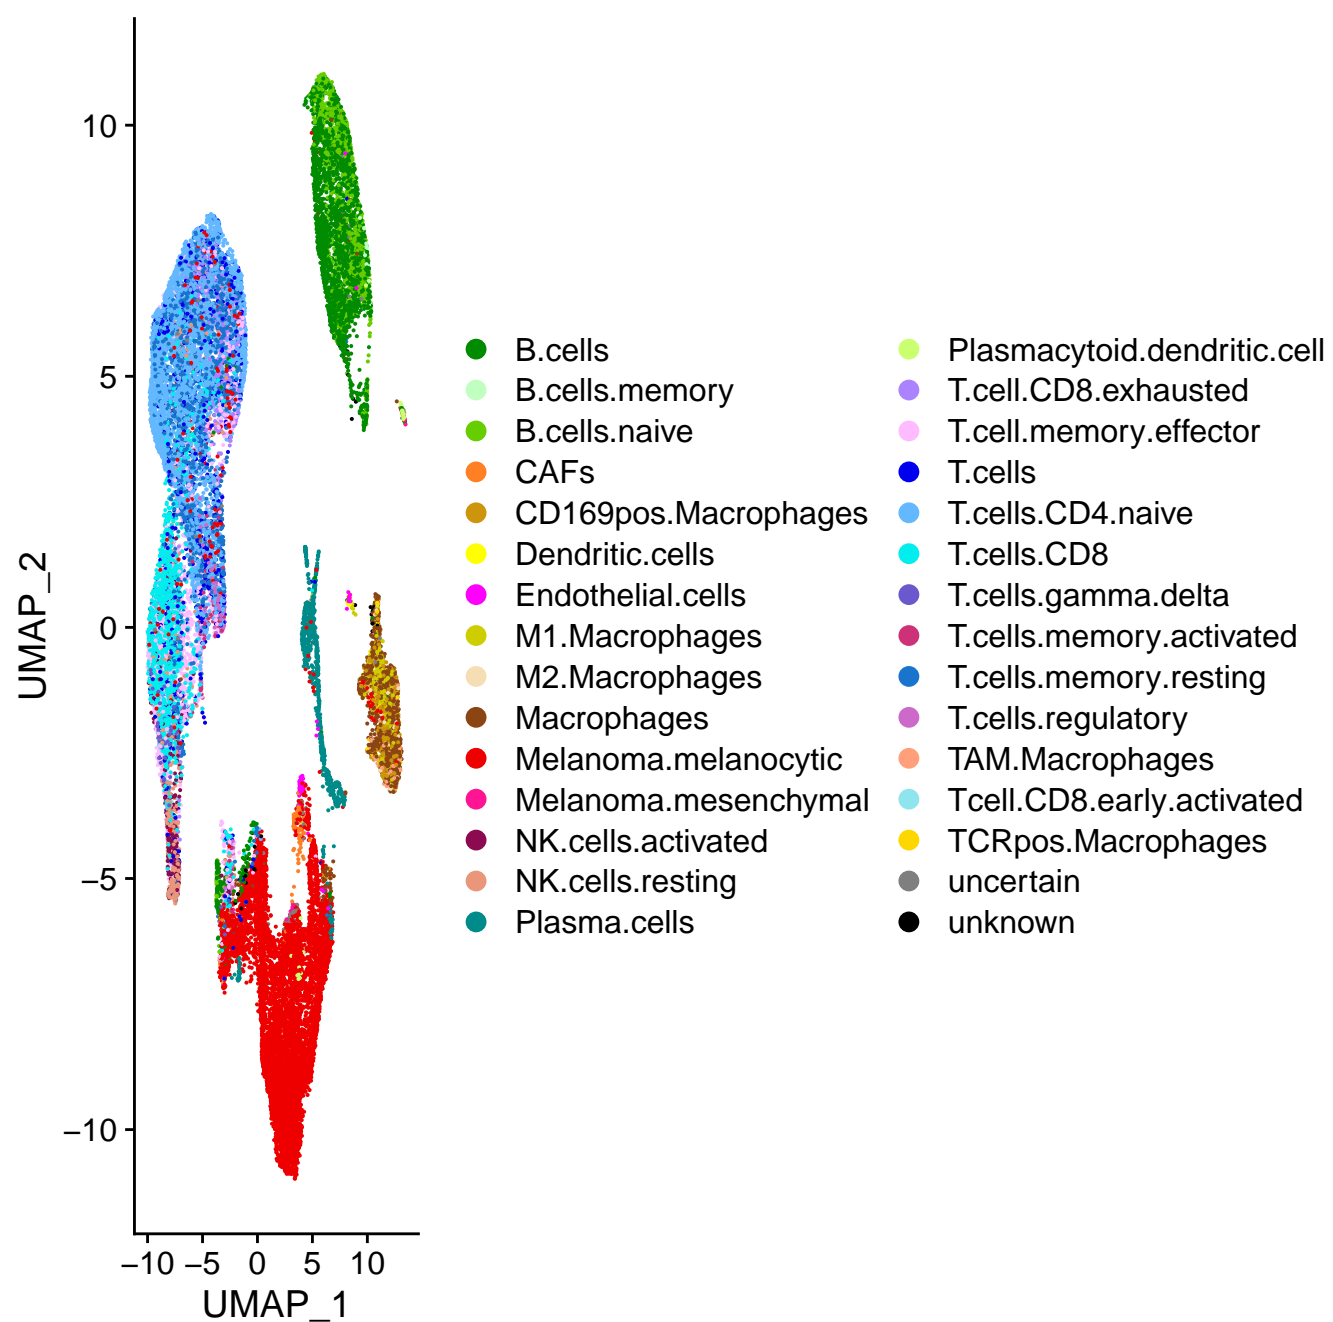 10
5
0
−5
−10
UMAP_2
−10 −5 0 5 10
UMAP_1
B.cells
B.cells.memory
B.cells.naive
CAFs
CD169pos.Macrophages
Dendritic.cells
Endothelial.cells
M1.Macrophages
M2.Macrophages
Macrophages
Melanoma.melanocytic
Melanoma.mesenchymal
NK.cells.activated
NK.cells.resting
Plasma.cells
Plasmacytoid.dendritic.cell
T.cell.CD8.exhausted
T.cell.memory.effector
T.cells
T.cells.CD4.naive
T.cells.CD8
T.cells.gamma.delta
T.cells.memory.activated
T.cells.memory.resting
T.cells.regulatory
TAM.Macrophages
Tcell.CD8.early.activated
TCRpos.Macrophages
uncertain
unknown